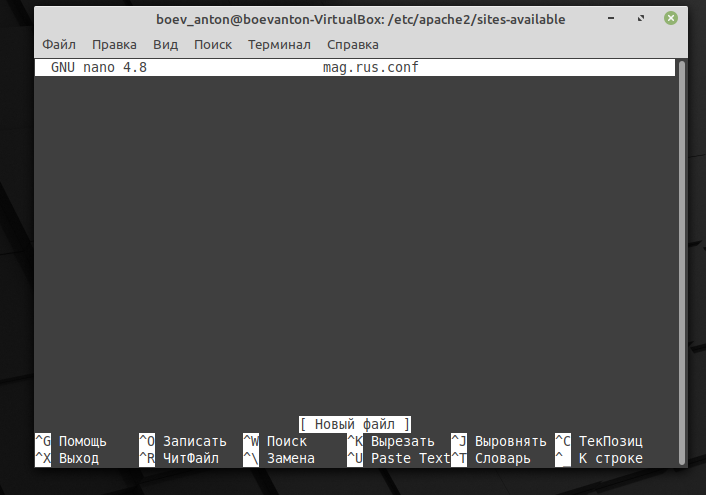 boev_anton@boevanton-VirtualBox: /etc/apache2/sites-available
Файл Правка Вид Поиск Терминал Справка
GNU nano 4.8 mag.rus.conf
[ Новый файл ]
^G Помощь ^O Записать ^W Поиск ^K Вырезать ^J Выровнять ^C ТекПозиц
^X Выход ^R ЧитФайл ^\ Замена ^U Paste Text ^T Словарь ^_ К строке